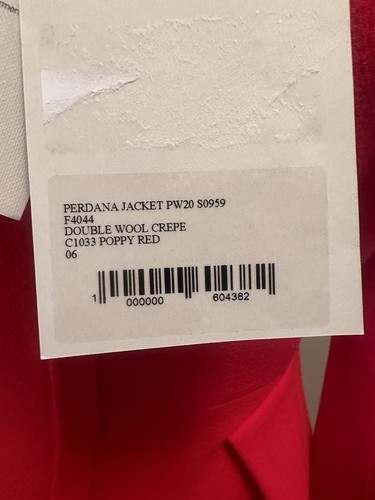 PERDANA JACKET PW20 S0959
F4044
DOUBLE WOOL CREPE
C1033 POPPY RED
06
1 000000 604382